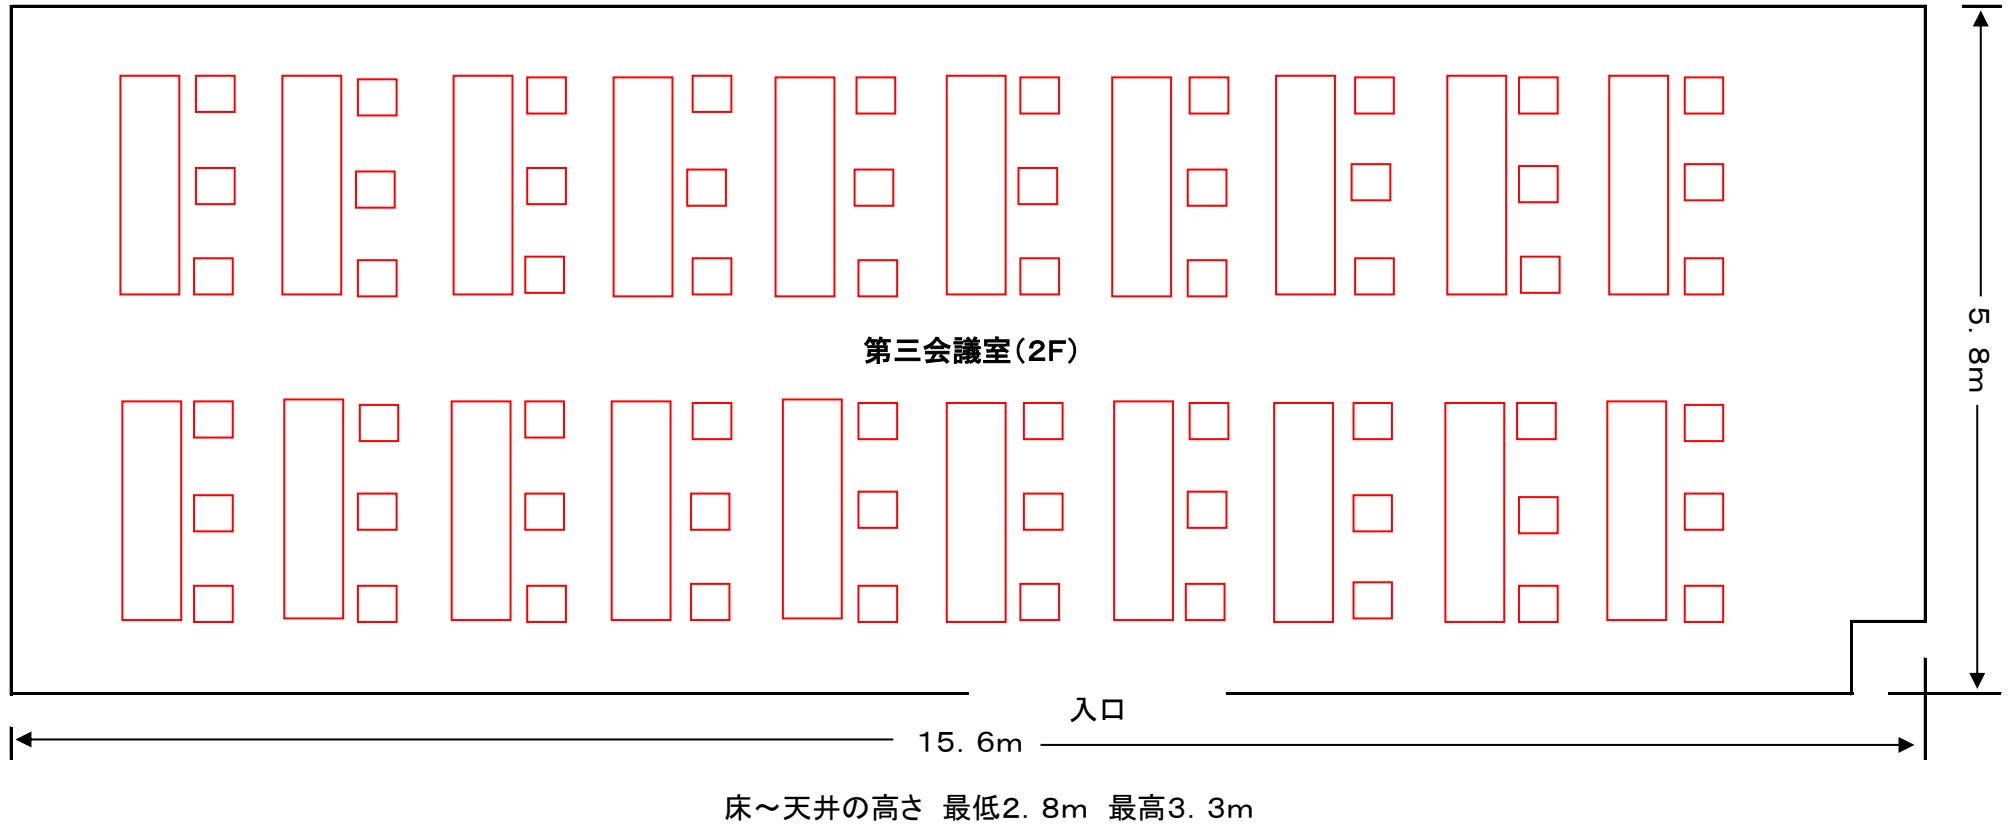 第三会議室(2F)
5. 8m
入口
15. 6m
床～天井の高さ 最低2. 8m 最高3. 3m